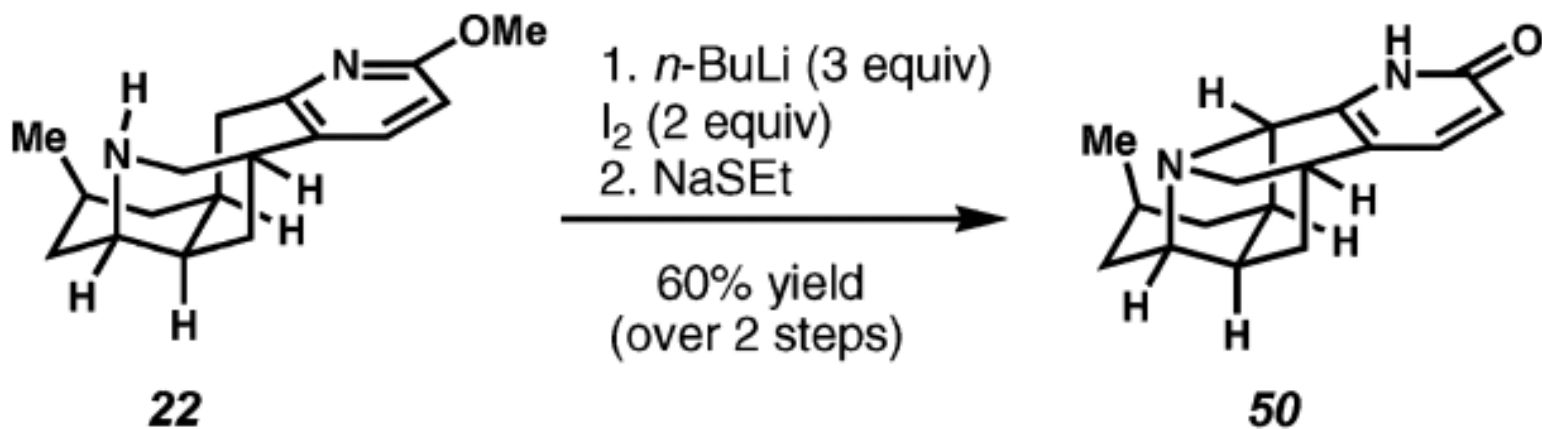 OMe
N
H
N
Me
H
H
H
H
22
1. n-BuLi (3 equiv)
I₂ (2 equiv)
2. NaSEt
60% yield
(over 2 steps)
H
N
O
H
Me
N
H
H
H
H
50